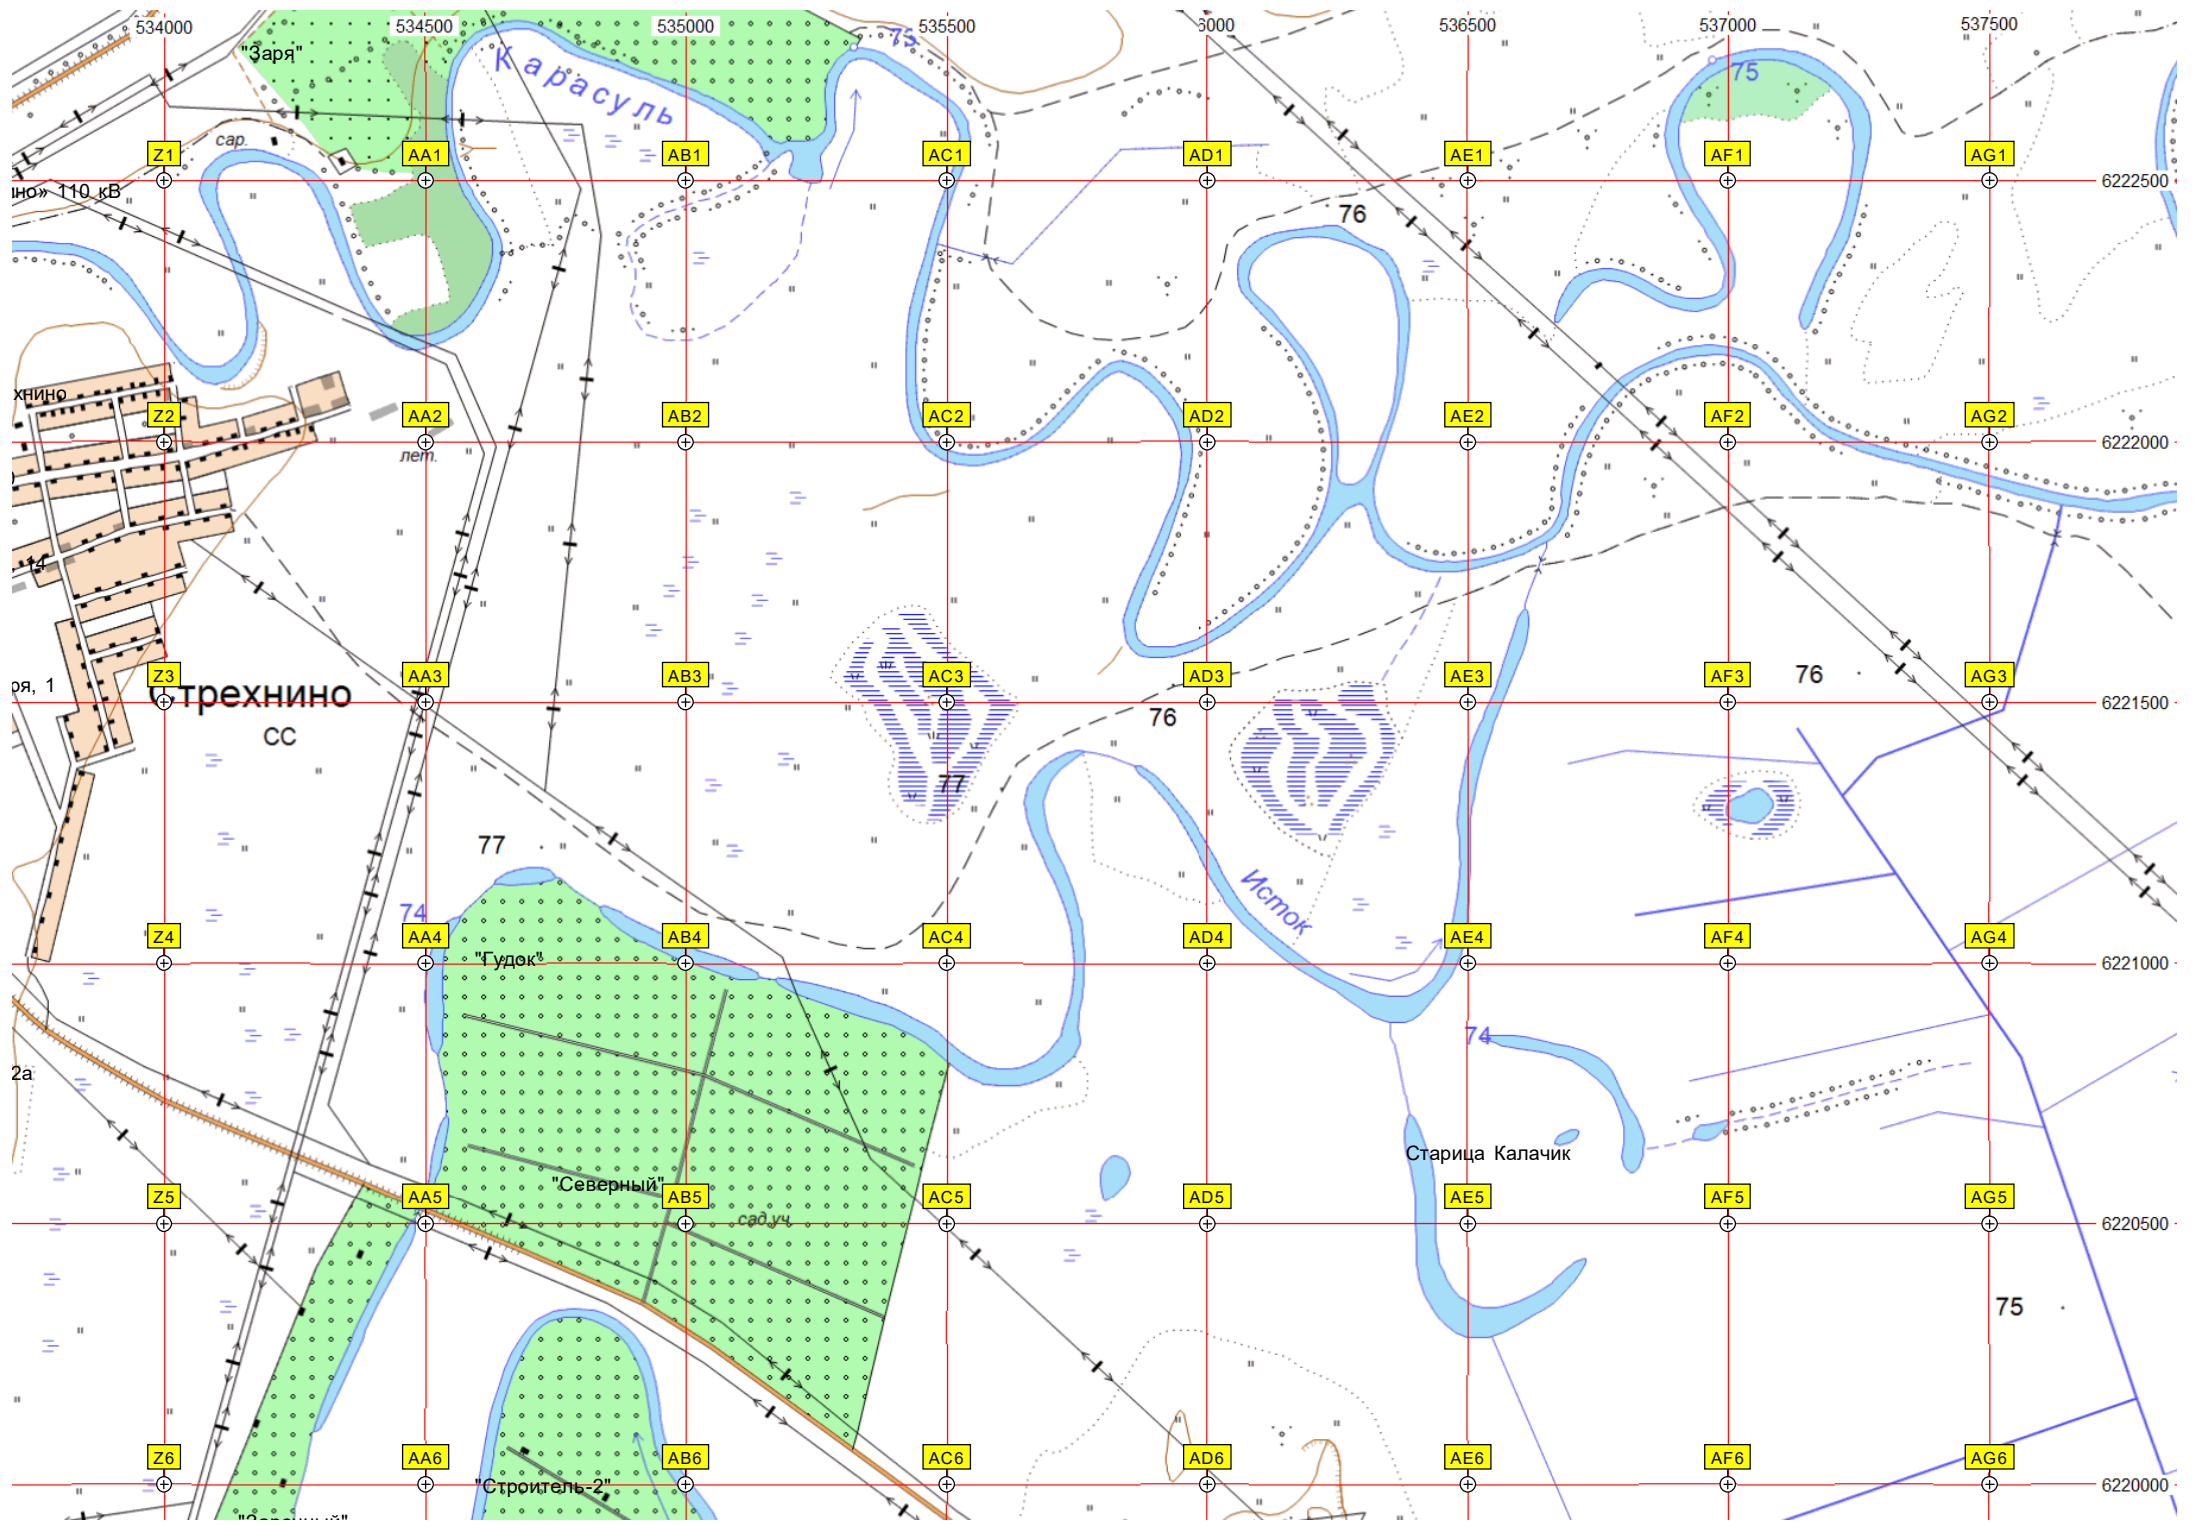 534000 534500 535000 535500 536500 537000 537500
"Заря"
Карасуль
75
75
сар.
Z1 AA1 AB1 AC1 AD1 AE1 AF1 AG1
6222500
110 кВ
76
хнино
Z2 AA2 AB2 AC2 AD2 AE2 AF2 AG2
6222000
лет.
14
Z3 AA3 AB3 AC3 AD3 AE3 AF3 AG3
6221500
ря, 1
Стрехнино
СС
76
76
77
77
Исток
74
Z4 AA4 AB4 AC4 AD4 AE4 AF4 AG4
6221000
"Гудок"
74
2а
Старица Калачик
"Северный"
Z5 AA5 AB5 AC5 AD5 AE5 AF5 AG5
6220500
сад.уч.
75
Z6 AA6 AB6 AC6 AD6 AE6 AF6 AG6
6220000
"Строитель-2"